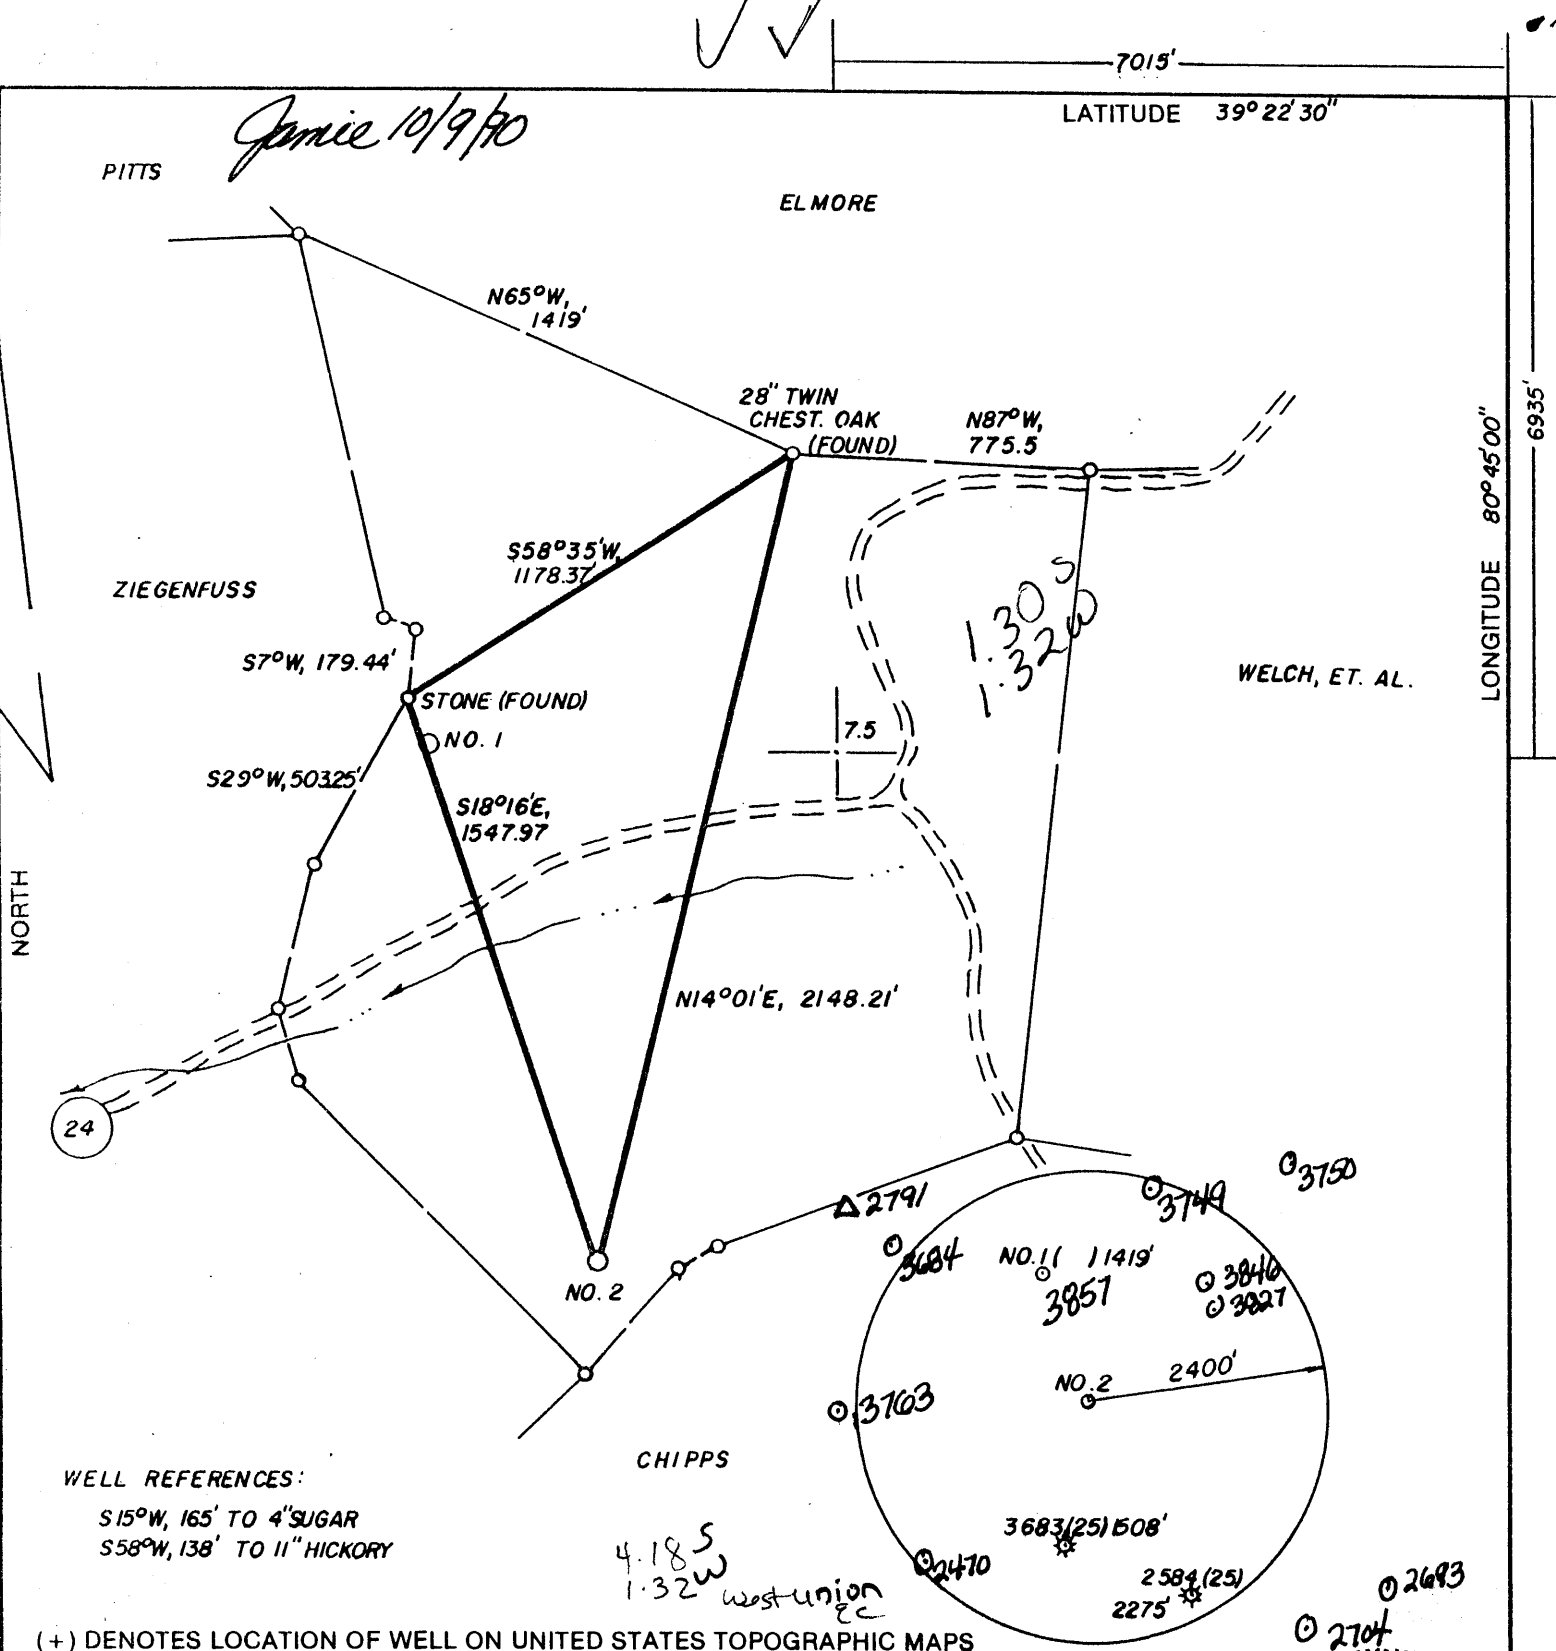 7015'
LATITUDE 39°22'30"
Jamie 10/9/90
PITTS
ELMORE
N65°W,
1419'
28" TWIN
CHEST. OAK
(FOUND)
N87°W,
775.5
6935'
LONGITUDE 80°45'00"
S58°35'W,
1178.37'
ZIEGENFUSS
1.30 S
1.32 W
S7°W, 179.44'
WELCH, ET. AL.
STONE (FOUND)
NO. 1
7.5
S29°W, 503.25'
S18°16'E,
1547.97
NORTH
N14°01'E, 2148.21'
24
3750
2791
3749
3684
NO. 1 ( ) 1419'
3857
3846
3827
NO. 2
2400'
NO. 2
3763
CHIPPS
WELL REFERENCES:
S15°W, 165' TO 4" SUGAR
S58°W, 138' TO 11" HICKORY
3683(25) 1508'
4.18 S
1.32 W
West Union
QC
2470
2584(25)
2275'
2693
2704
(+) DENOTES LOCATION OF WELL ON UNITED STATES TOPOGRAPHIC MAPS